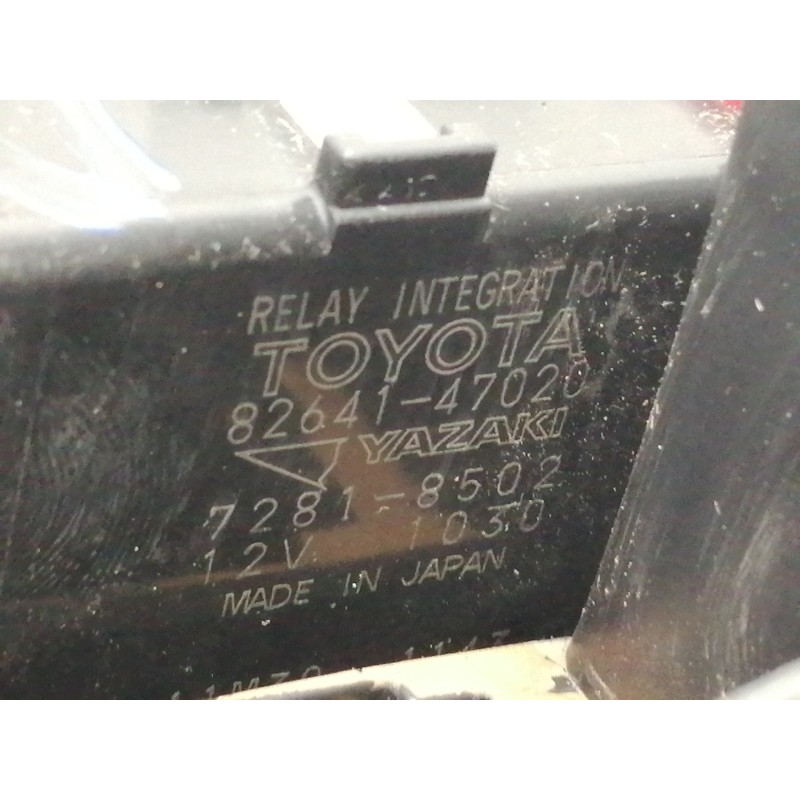 RELAY INTEGRATION
TOYOTA
82641-47020
YAZAKI
7281-8502
12V 1030
MADE IN JAPAN